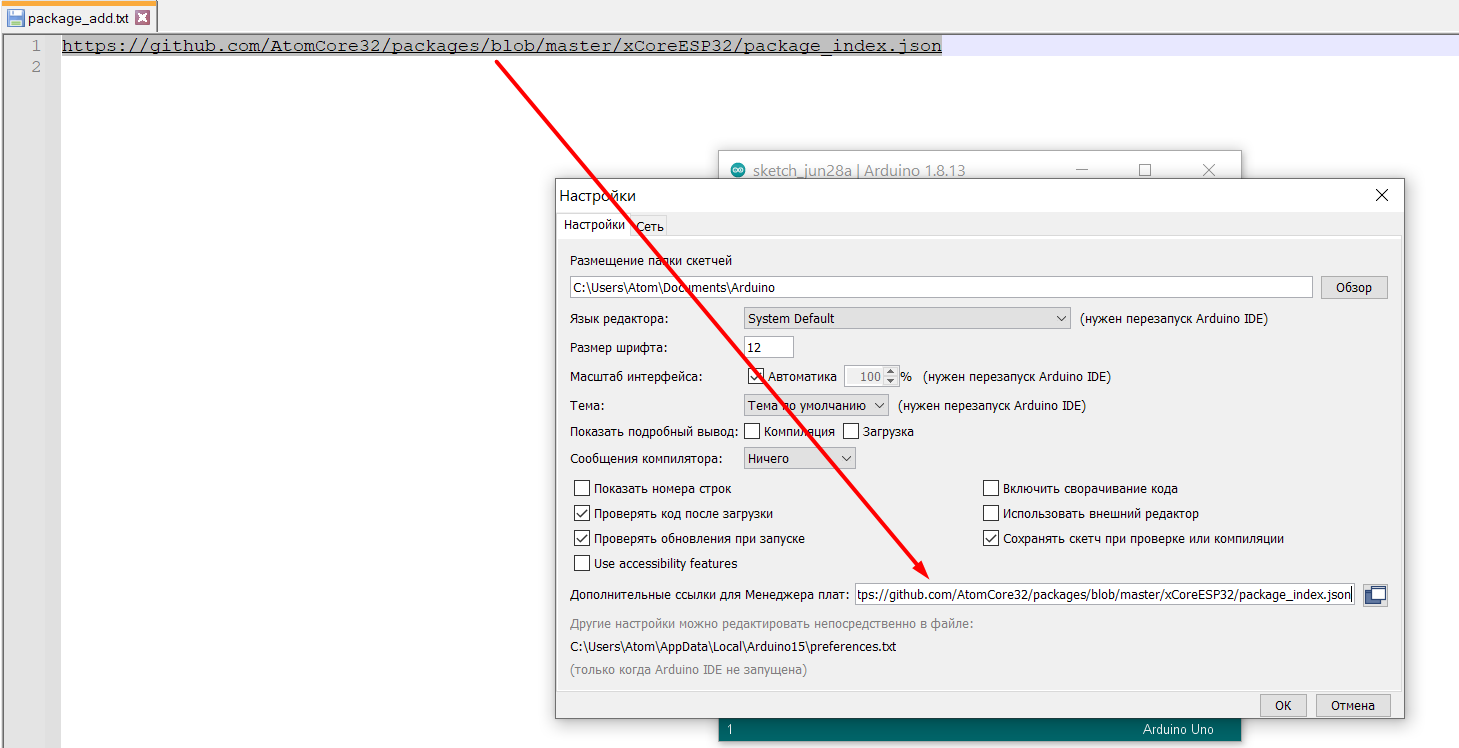 package_add.txt
1 https://github.com/AtomCore32/packages/blob/master/xCoreESP32/package_index.json
2
sketch_jun28a | Arduino 1.8.13
Настройки
Настройки Сеть
Размещение папки скетчей
C:\Users\Atom\Documents\Arduino Обзор
Язык редактора: System Default (нужен перезапуск Arduino IDE)
Размер шрифта: 12
Масштаб интерфейса: Автоматика 100 % (нужен перезапуск Arduino IDE)
Тема: Тема по умолчанию (нужен перезапуск Arduino IDE)
Показать подробный вывод: Компиляция Загрузка
Сообщения компилятора: Ничего
Показать номера строк Включить сворачивание кода
Проверять код после загрузки Использовать внешний редактор
Проверять обновления при запуске Сохранять скетч при проверке или компиляции
Use accessibility features
Дополнительные ссылки для Менеджера плат: tps://github.com/AtomCore32/packages/blob/master/xCoreESP32/package_index.json
Другие настройки можно редактировать непосредственно в файле:
C:\Users\Atom\AppData\Local\Arduino15\preferences.txt
(только когда Arduino IDE не запущена)
OK Отмена
1 Arduino Uno